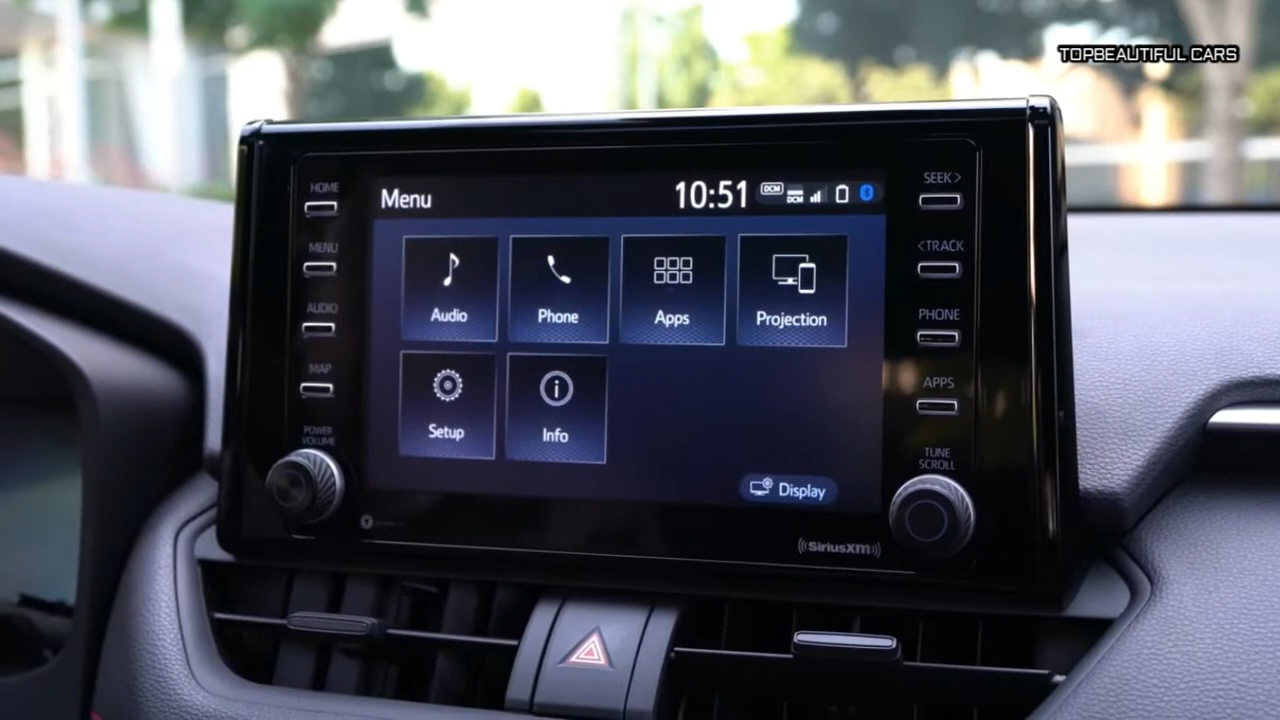 TOPBEAUTIFUL CARS
HOME
MENU
AUDIO
MAP
POWER
VOLUME
Menu
10:51
DCM
DCM
Audio
Phone
Apps
Projection
Setup
Info
Display
SEEK >
< TRACK
PHONE
APPS
TUNE
SCROLL
SiriusXM